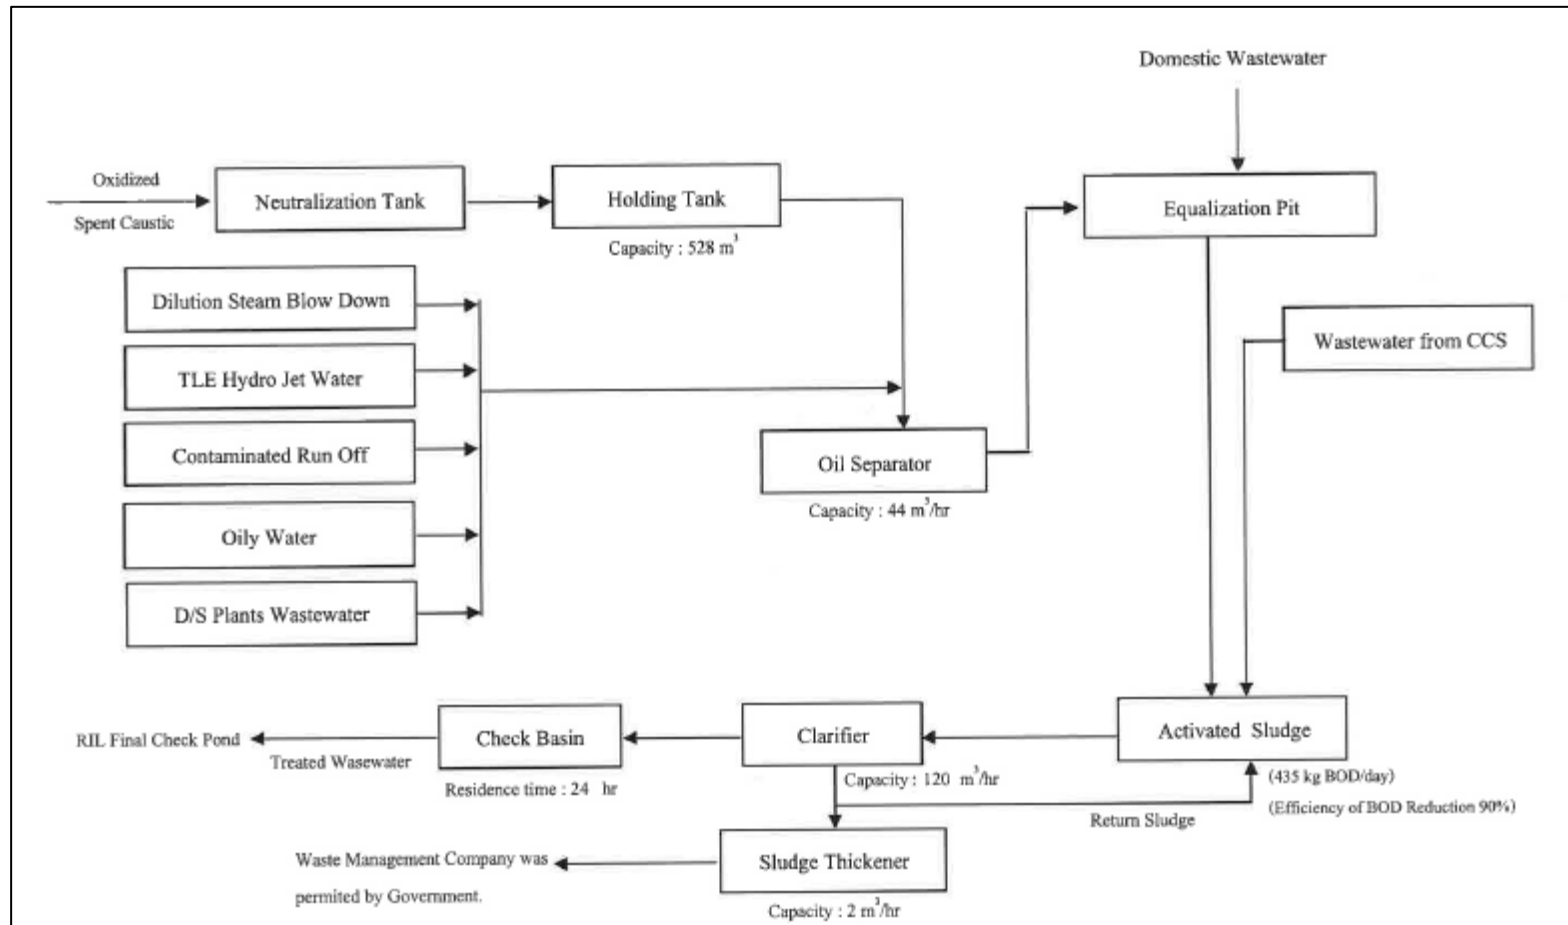 Domestic Wastewater
Oxidized
Spent Caustic
Neutralization Tank
Holding Tank
Capacity : 528 m³
Equalization Pit
Dilution Steam Blow Down
TLE Hydro Jet Water
Contaminated Run Off
Oily Water
D/S Plants Wastewater
Wastewater from CCS
Oil Separator
Capacity : 44 m³/hr
Activated Sludge
(435 kg BOD/day)
(Efficiency of BOD Reduction 90%)
Clarifier
Capacity : 120 m³/hr
Return Sludge
Check Basin
Residence time : 24 hr
RIL Final Check Pond
Treated Wasewater
Sludge Thickener
Capacity : 2 m³/hr
Waste Management Company was
permited by Government.